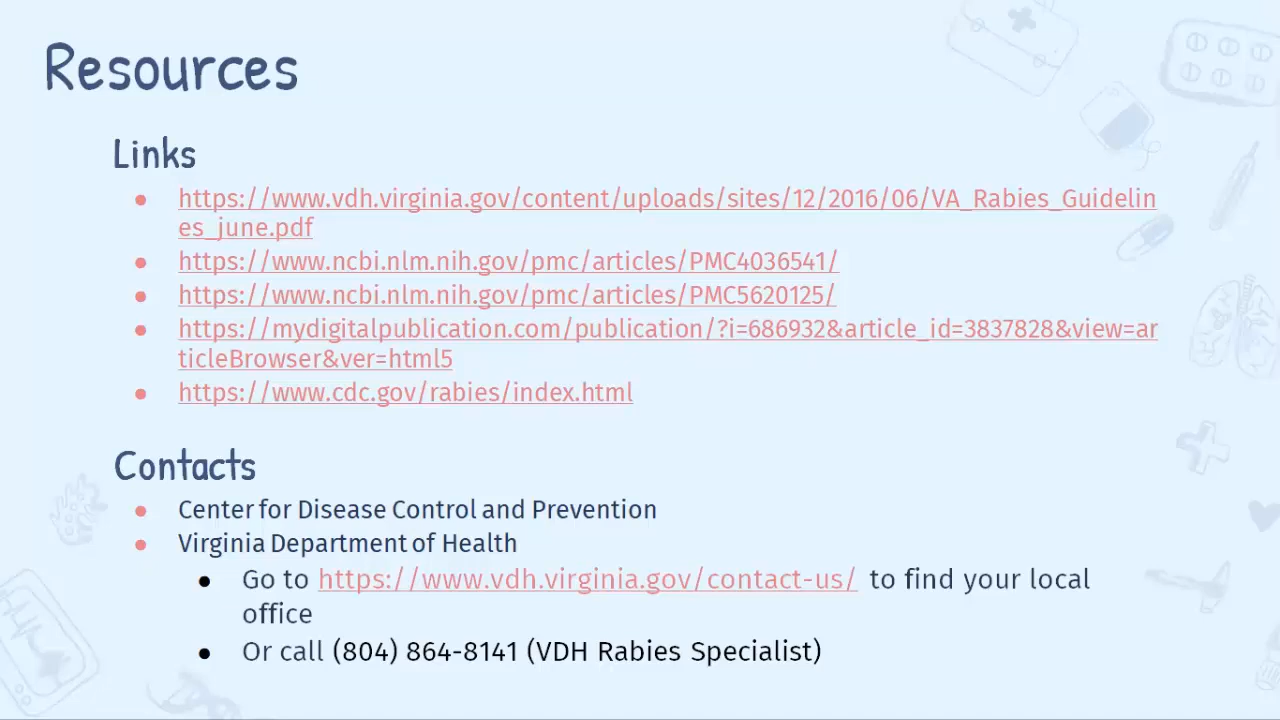 Resources
Links
https://www.vdh.virginia.gov/content/uploads/sites/12/2016/06/VA_Rabies_Guidelin
es_june.pdf
https://www.ncbi.nlm.nih.gov/pmc/articles/PMC4036541/
https://www.ncbi.nlm.nih.gov/pmc/articles/PMC5620125/
https://mydigitalpublication.com/publication/?i=686932&article_id=3837828&view=ar
ticleBrowser&ver=html5
https://www.cdc.gov/rabies/index.html
Contacts
Center for Disease Control and Prevention
Virginia Department of Health
Go to https://www.vdh.virginia.gov/contact-us/ to find your local
office
Or call (804) 864-8141 (VDH Rabies Specialist)